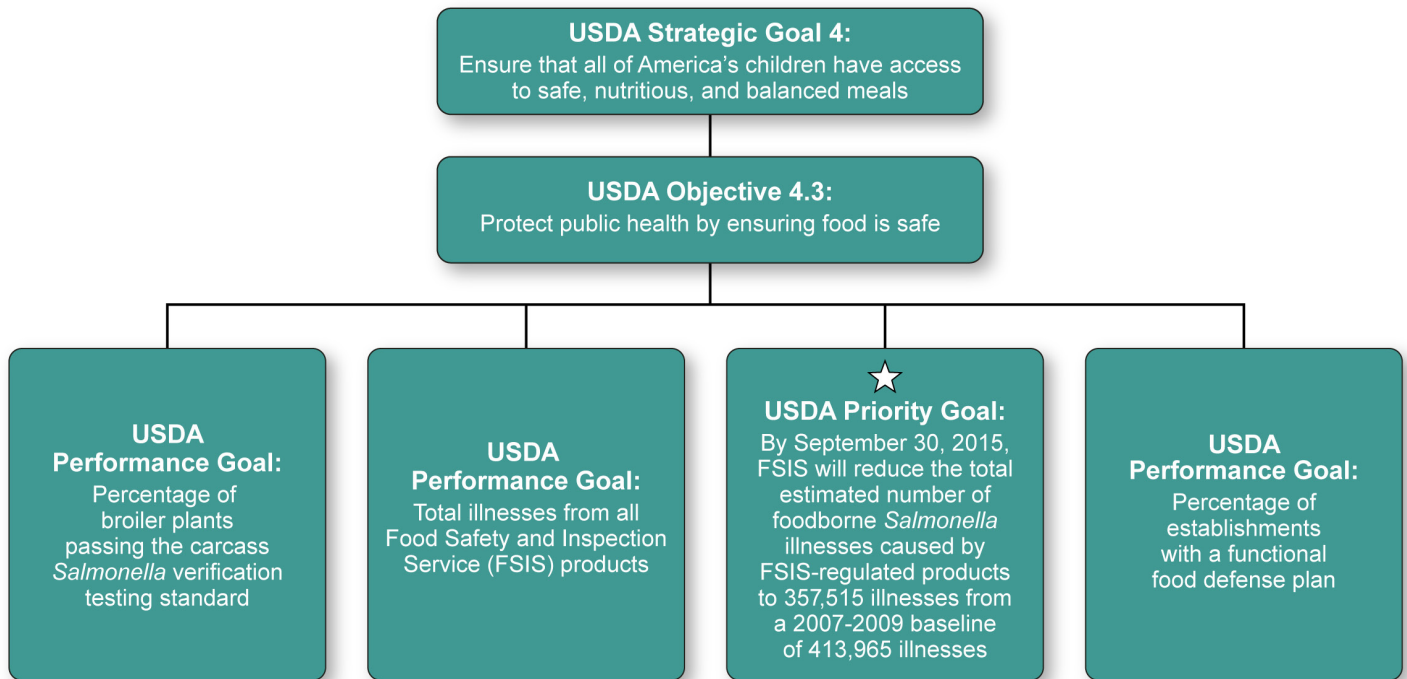 USDA Strategic Goal 4:
Ensure that all of America’s children have access
to safe, nutritious, and balanced meals
USDA Objective 4.3:
Protect public health by ensuring food is safe
USDA
Performance Goal:
Percentage of
broiler plants
passing the carcass
Salmonella verification
testing standard
USDA
Performance Goal:
Total illnesses from all
Food Safety and Inspection
Service (FSIS) products
USDA Priority Goal:
By September 30, 2015,
FSIS will reduce the total
estimated number of
foodborne Salmonella
illnesses caused by
FSIS-regulated products
to 357,515 illnesses from
a 2007-2009 baseline
of 413,965 illnesses
USDA
Performance Goal:
Percentage of
establishments
with a functional
food defense plan